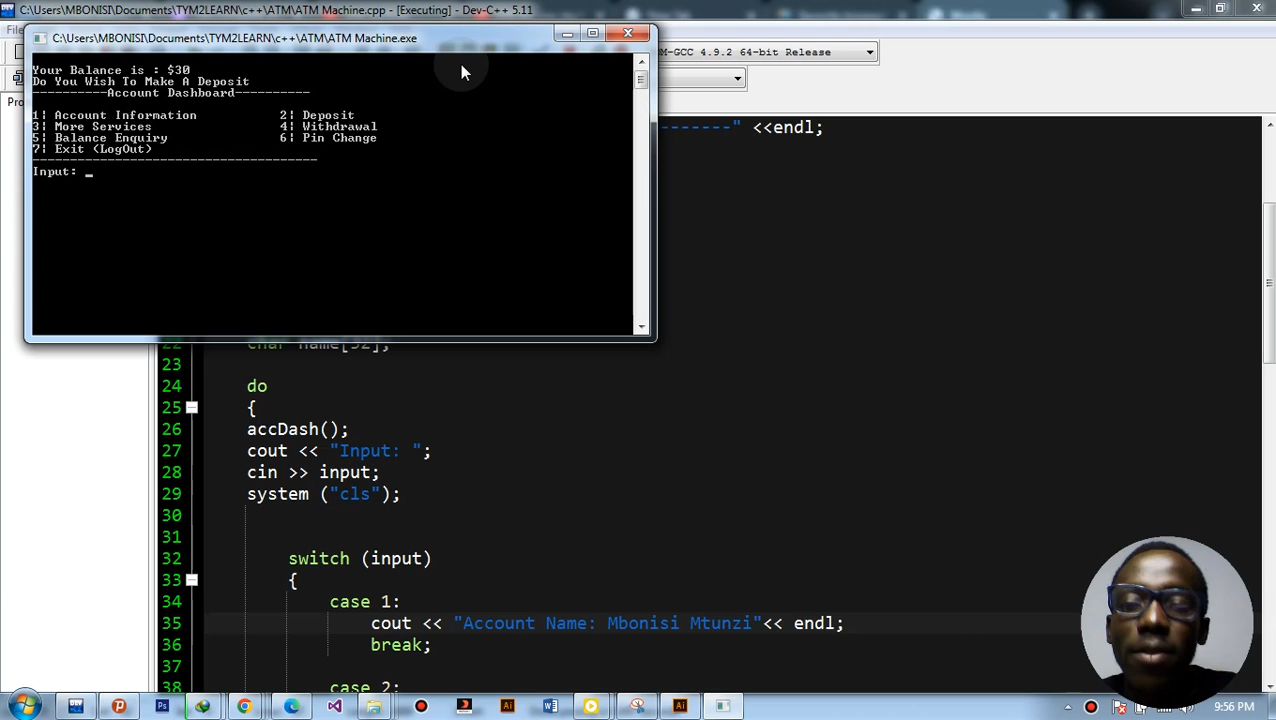 C:\Users\MBONISI\Documents\TYM2LEARN\c++\ATM\ATM Machine.cpp - [Executing] - Dev-C++ 5.11
C:\Users\MBONISI\Documents\TYM2LEARN\c++\ATM\ATM Machine.exe
M-GCC 4.9.2 64-bit Release
Your Balance is : $30
Do You Wish To Make A Deposit
----------Account Dashboard----------
1| Account Information 2| Deposit
3| More Services 4| Withdrawal
5| Balance Enquiry 6| Pin Change
7| Exit (LogOut)
--------------------------------------
Input: _
-------" <<endl;
22 char name[92];
23
24 do
25 {
26 accDash();
27 cout << "Input: ";
28 cin >> input;
29 system ("cls");
30
31
32 switch (input)
33 {
34 case 1:
35 cout << "Account Name: Mbonisi Mtunzi"<< endl;
36 break;
37
38 case 2:
9:56 PM